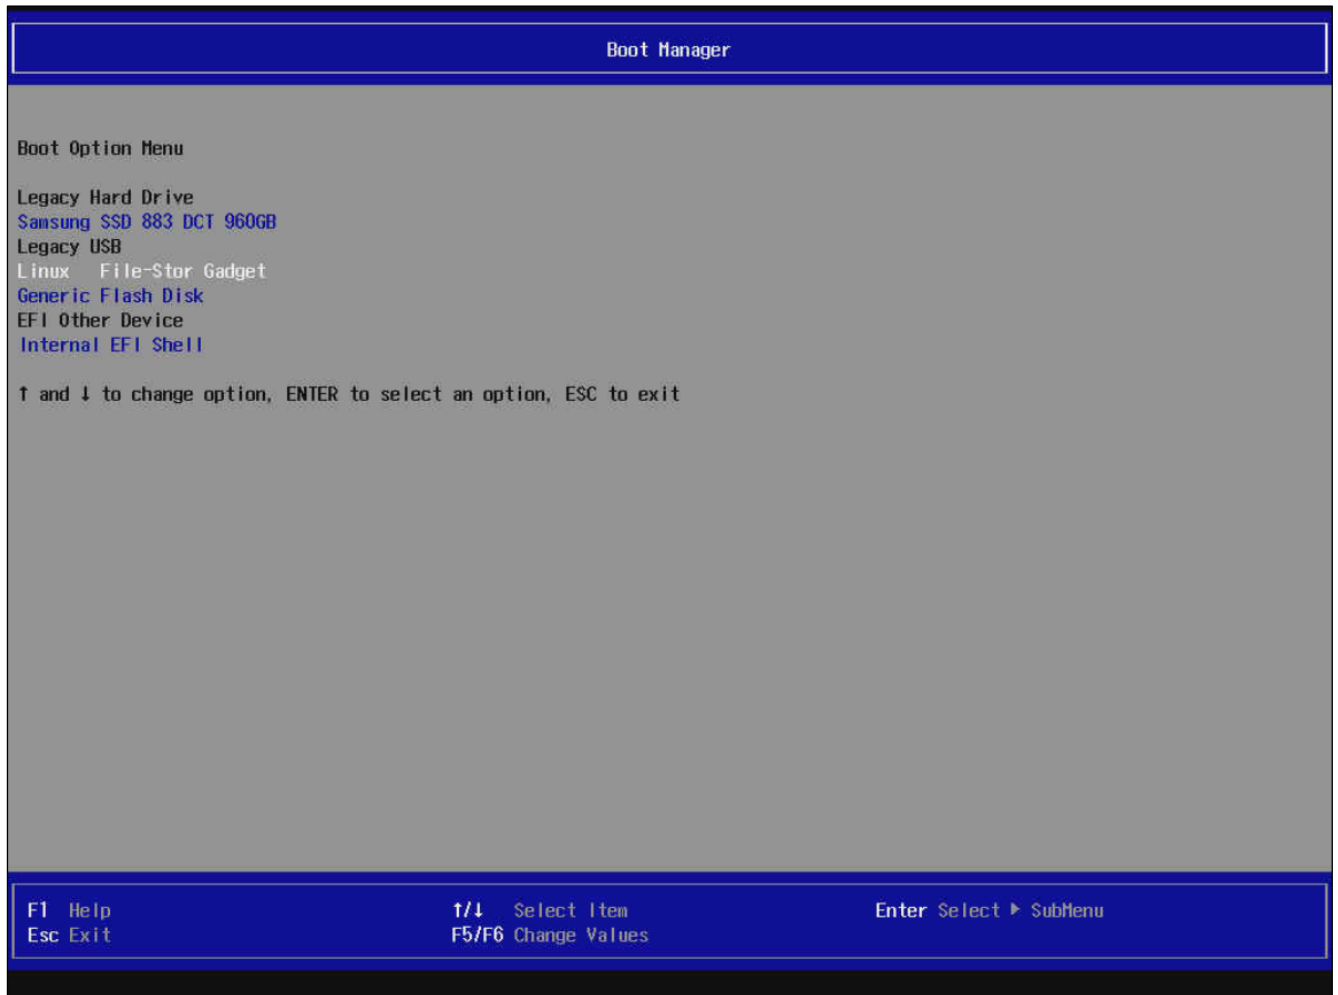 Boot Manager
Boot Option Menu
Legacy Hard Drive
Samsung SSD 883 DCT 960GB
Legacy USB
Linux   File-Stor Gadget
Generic Flash Disk
EFI Other Device
Internal EFI Shell
↑ and ↓ to change option, ENTER to select an option, ESC to exit
F1 Help ↑/↓ Select Item Enter Select ▶ SubMenu
Esc Exit F5/F6 Change Values